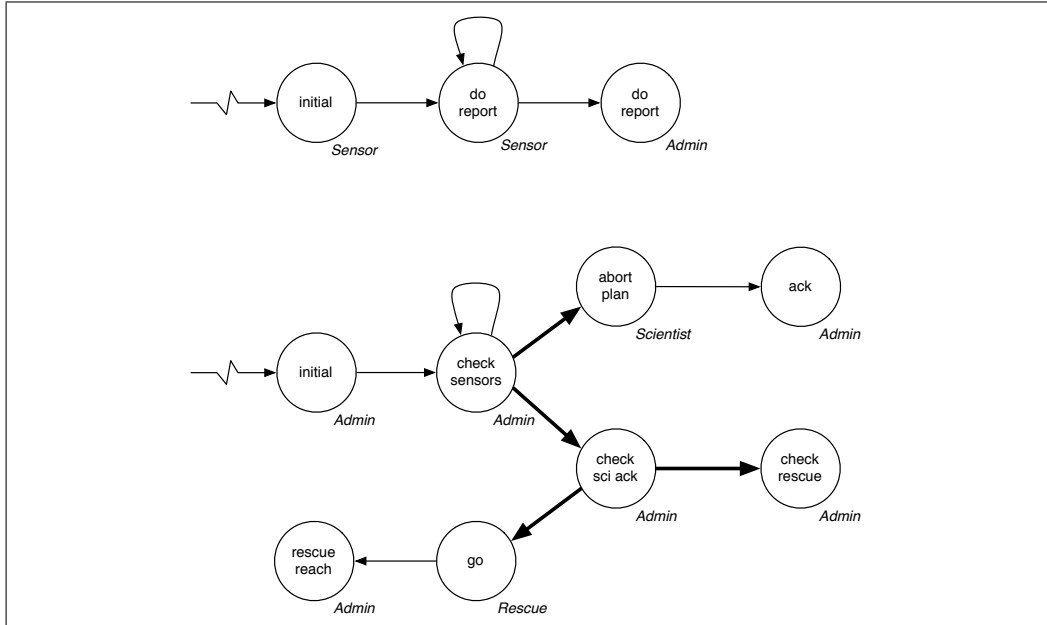 initial
Sensor
do
report
Sensor
do
report
Admin
abort
plan
Scientist
ack
Admin
initial
Admin
check
sensors
Admin
check
sci ack
Admin
check
rescue
Admin
rescue
reach
Admin
go
Rescue